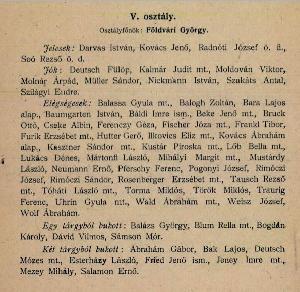 V. osztály.
Osztályfőnök: Földvári György.
Jelesek: Darvas István, Kovács Jenő, Radnóti József ö. d.,
Soó Rezső ö. d.
Jók: Deutsch Fülöp, Kalmár Judit mt., Moldován Viktor,
Molnár Árpád, Müller Sándor, Nickmann István, Szakáts Antal,
Szilágyi Endre.
Elégségesek: Balassa Gyula mt., Balogh Zoltán, Bara Lajos
alap., Baumgarten István, Báldi Imre ism., Beke Jenő mt., Bruck
Ottó, Cseke Albin, Ferenczy Géza, Fischer Józa mt., Frankl Tibor,
Furik Erzsébet mt., Hutter Gerő, Ilkovics Eliz mt., Kovács Ábrahám
alap., Kasztner Sándor mt., Kustár Piroska mt., Löb Bella mt.,
Lukács Dénes, Mártonfi László, Mihályi Margit mt., Mustárdy
László, Neumann Ernő, Pferschy Ferenc, Pogonyi József, Rimóczi
József, Rimóczi Sándor, Rosenberger Erzsébet mt., Tausch Rezső
mt., Tóháti László mt., Torma Miklós, Török Miklós, Traurig
Ferenc, Uhrin Gyula mt., Wald Ábrahám mt., Weisz József,
Wolf Ábrahám.
Egy tárgyból bukott: Balázs György, Blum Rella mt., Bogdán
Károly, Dávid Vilmos, Sámson Mór.
Két tárgyból bukott: Ábrahám Gábor, Bak Lajos, Deutsch
Mózes mt., Esterházy László, Fried Jenő ism., Jeney Imre mt.,
Mezey Mihály, Salamon Ernő.